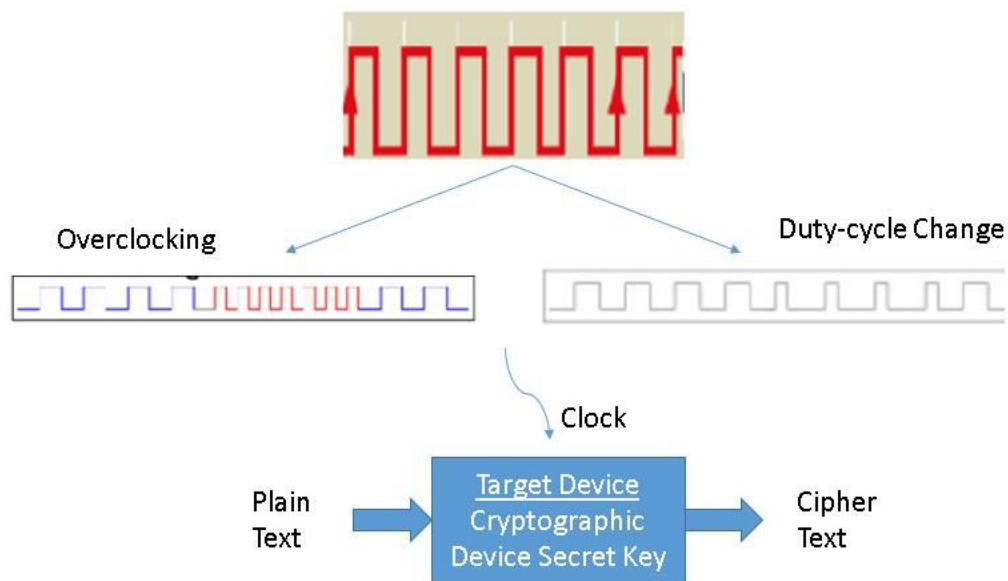 Overclocking
Duty-cycle Change
Clock
Plain
Text
Target Device
Cryptographic
Device Secret Key
Cipher
Text